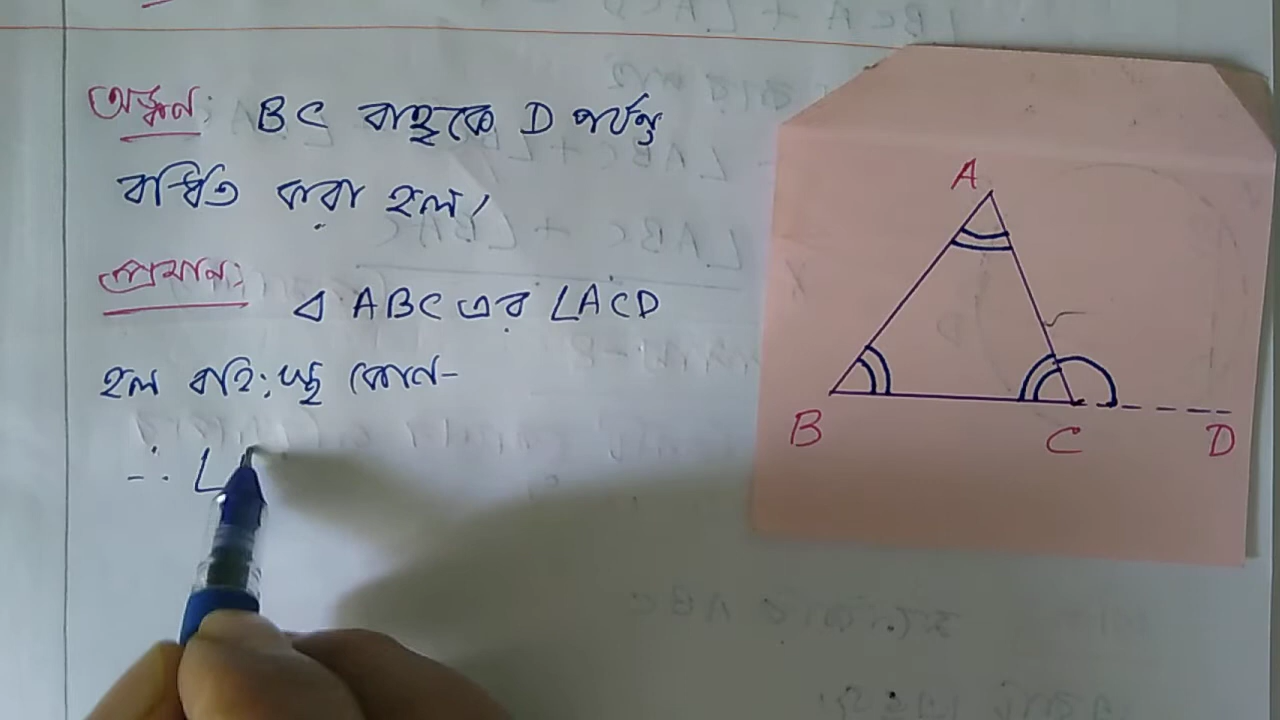 অঙ্কন: BC বাহুকে D পর্যন্ত
বর্ধিত করা হল।
প্রমাণ: Δ ABC এর ∠ACD
হল বহি:স্থ কোণ-
∴ ∠
A
B
C
D